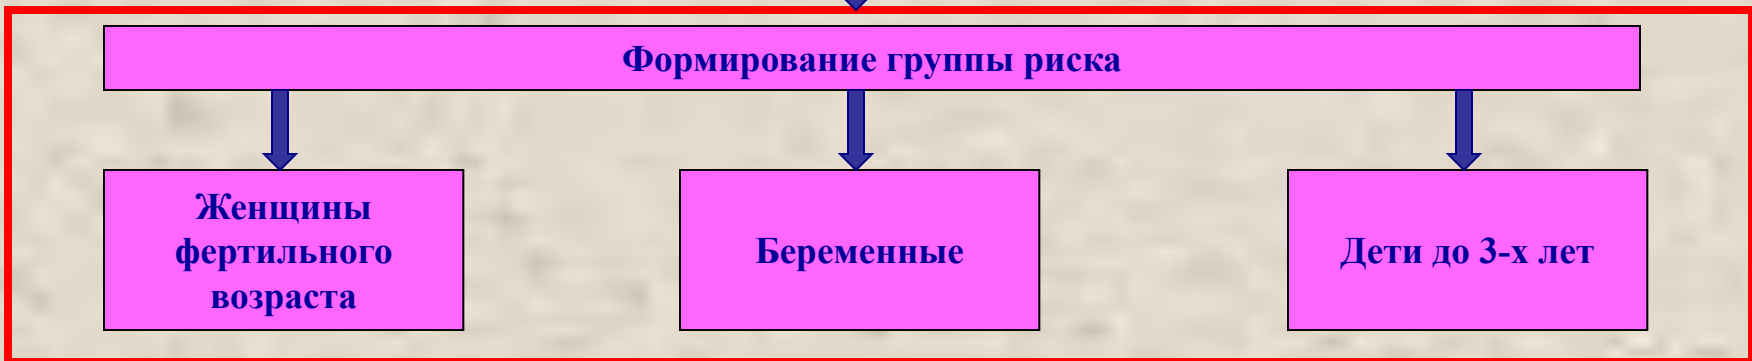 Формирование группы риска
Женщины
фертильного
возраста
Беременные
Дети до 3-х лет